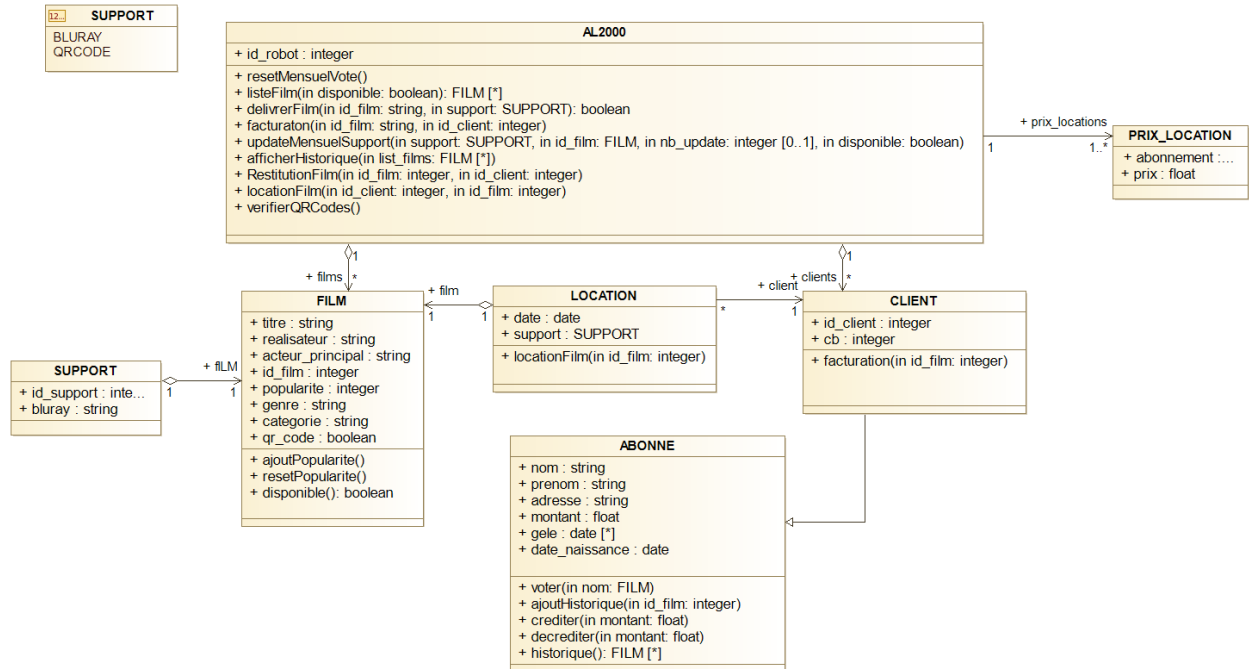 12...
SUPPORT
BLURAY
QRCODE
AL2000
+ id_robot : integer
+ resetMensuelVote()
+ listeFilm(in disponible: boolean): FILM [*]
+ delivrerFilm(in id_film: string, in support: SUPPORT): boolean
+ facturaton(in id_film: string, in id_client: integer)
+ updateMensuelSupport(in support: SUPPORT, in id_film: FILM, in nb_update: integer [0..1], in disponible: boolean)
+ afficherHistorique(in list_films: FILM [*])
+ RestitutionFilm(in id_film: integer, in id_client: integer)
+ locationFilm(in id_client: integer, in id_film: integer)
+ verifierQRCodes()
+ prix_locations
1
1..*
PRIX_LOCATION
+ abonnement :...
+ prix : float
1
+ films
*
1
+ clients
*
FILM
+ titre : string
+ realisateur : string
+ acteur_principal : string
+ id_film : integer
+ popularite : integer
+ genre : string
+ categorie : string
+ qr_code : boolean
+ ajoutPopularite()
+ resetPopularite()
+ disponible(): boolean
+ film
1
1
LOCATION
+ date : date
+ support : SUPPORT
+ locationFilm(in id_film: integer)
+ client
*
1
CLIENT
+ id_client : integer
+ cb : integer
+ facturation(in id_film: integer)
SUPPORT
+ id_support : inte...
+ bluray : string
+ fILM
1
1
ABONNE
+ nom : string
+ prenom : string
+ adresse : string
+ montant : float
+ gele : date [*]
+ date_naissance : date
+ voter(in nom: FILM)
+ ajoutHistorique(in id_film: integer)
+ crediter(in montant: float)
+ decrediter(in montant: float)
+ historique(): FILM [*]